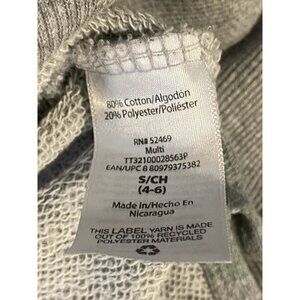 80% Cotton/Algodón
20% Polyester/Poliéster
RN# 52469
Multi
TT32100028563P
EAN/UPC 8 80979375382
S/CH
(4-6)
Made in/Hecho En
Nicaragua
THIS LABEL YARN IS MADE
OUT OF 100% RECYCLED
POLYESTER MATERIALS